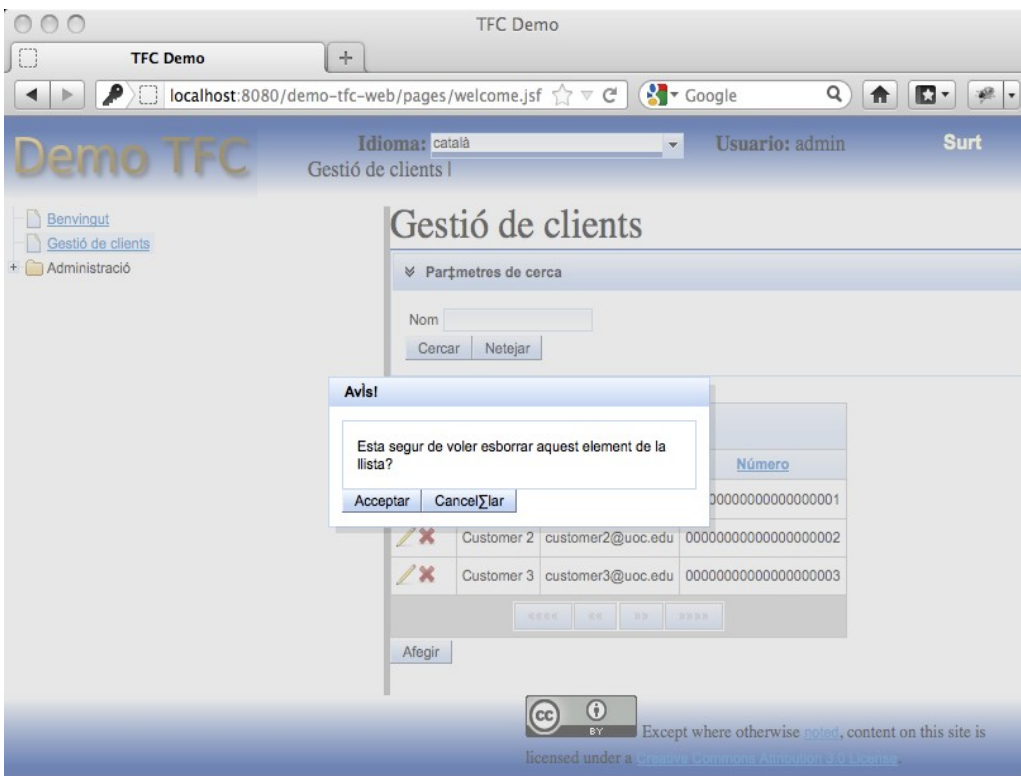 TFC Demo
TFC Demo
localhost:8080/demo-tfc-web/pages/welcome.jsf
Google
Demo TFC
Idioma: català
Usuario: admin
Surt
Gestió de clients |
Benvingut
Gestió de clients
Administració
Gestió de clients
Par‡metres de cerca
Nom
Cercar
Netejar
AvÌs!
Esta segur de voler esborrar aquest element de la
llista?
Acceptar
Cancel∑lar
Número
Customer 2 customer2@uoc.edu 00000000000000000002
Customer 3 customer3@uoc.edu 00000000000000000003
«««« «« »» »»»»
Afegir
cc BY
Except where otherwise noted, content on this site is
licensed under a Creative Commons Attribution 3.0 License.